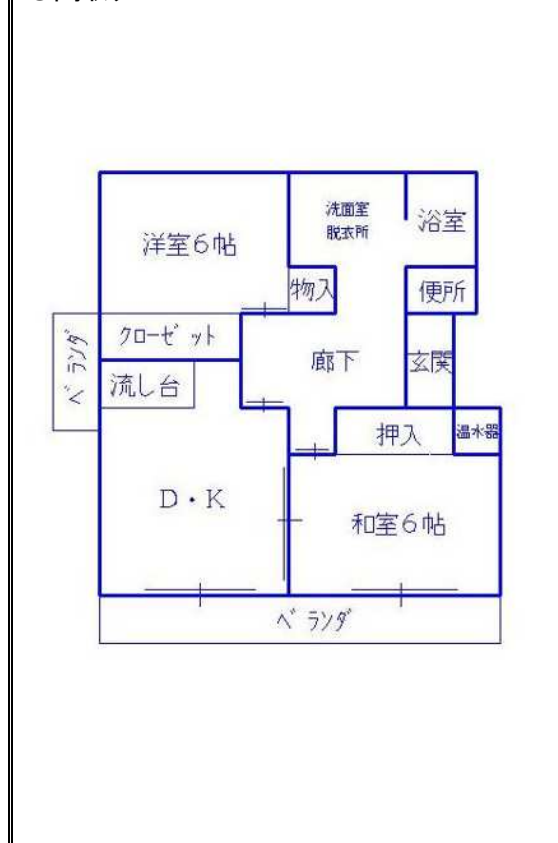 洗面室
脱衣所
浴室
洋室6帖
物入
便所
ベランダ
クローゼット
廊下
玄関
流し台
押入
温水器
D・K
和室6帖
ベランダ